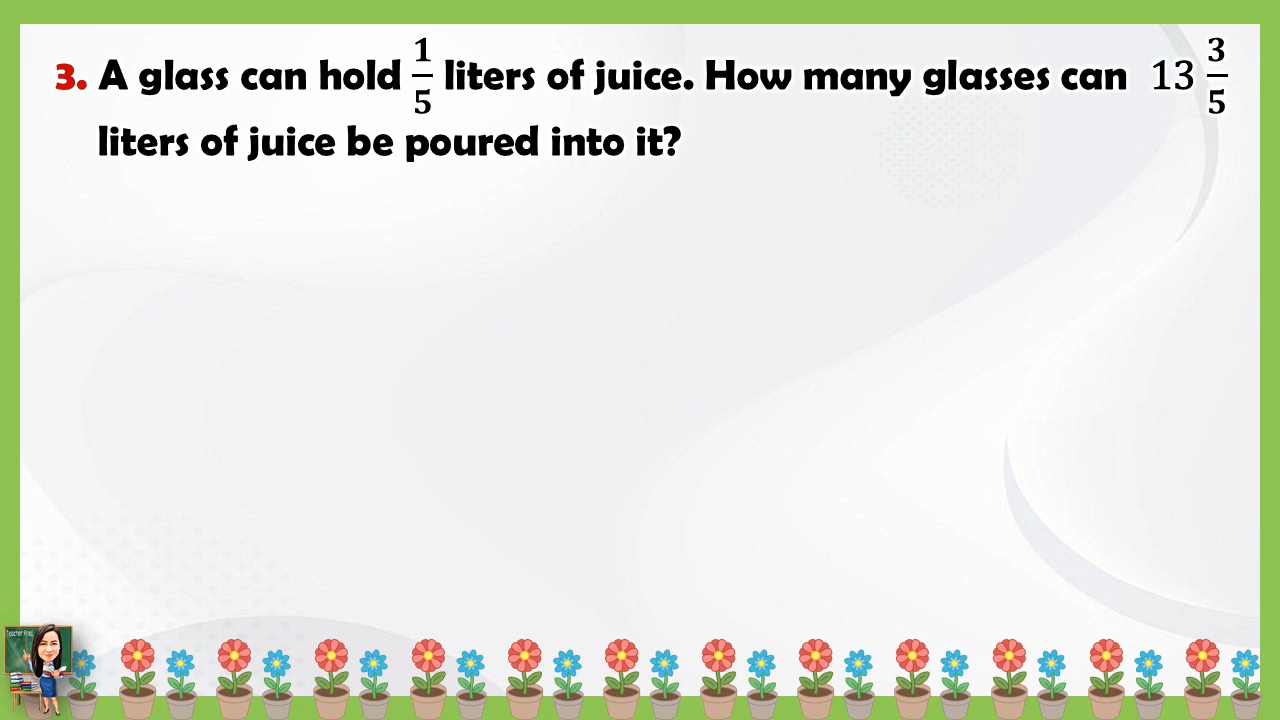 3. A glass can hold 1/5 liters of juice. How many glasses can 13 3/5
liters of juice be poured into it?